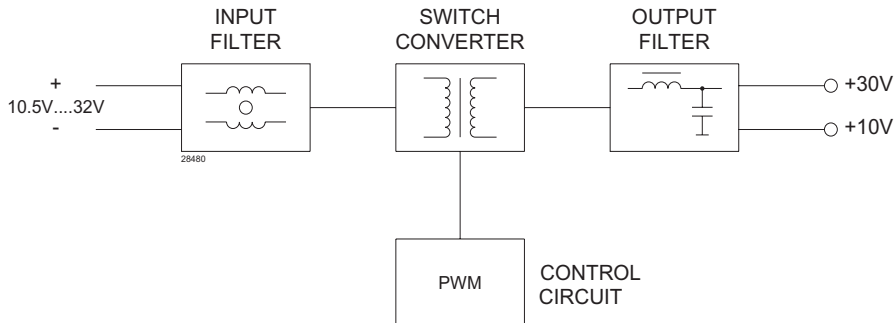 INPUT
FILTER
SWITCH
CONVERTER
OUTPUT
FILTER
+
10.5V....32V
-
28480
+30V
+10V
PWM
CONTROL
CIRCUIT